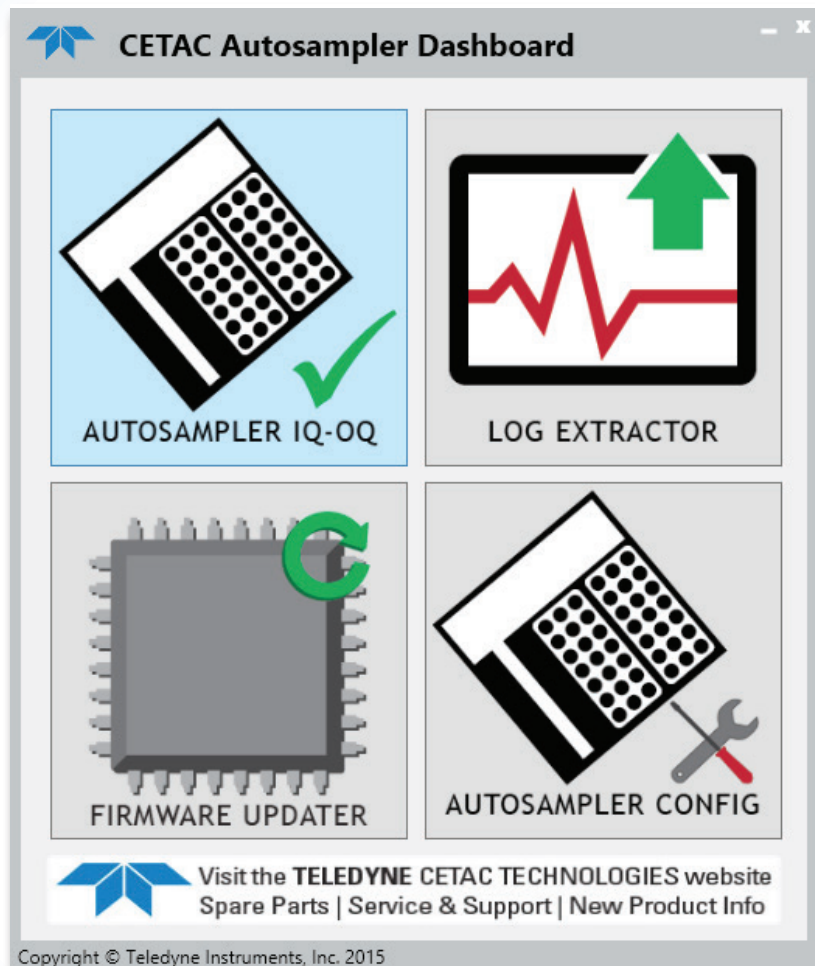 CETAC Autosampler Dashboard
AUTOSAMPLER IQ-OQ
LOG EXTRACTOR
FIRMWARE UPDATER
AUTOSAMPLER CONFIG
Visit the TELEDYNE CETAC TECHNOLOGIES website
Spare Parts | Service & Support | New Product Info
Copyright © Teledyne Instruments, Inc. 2015